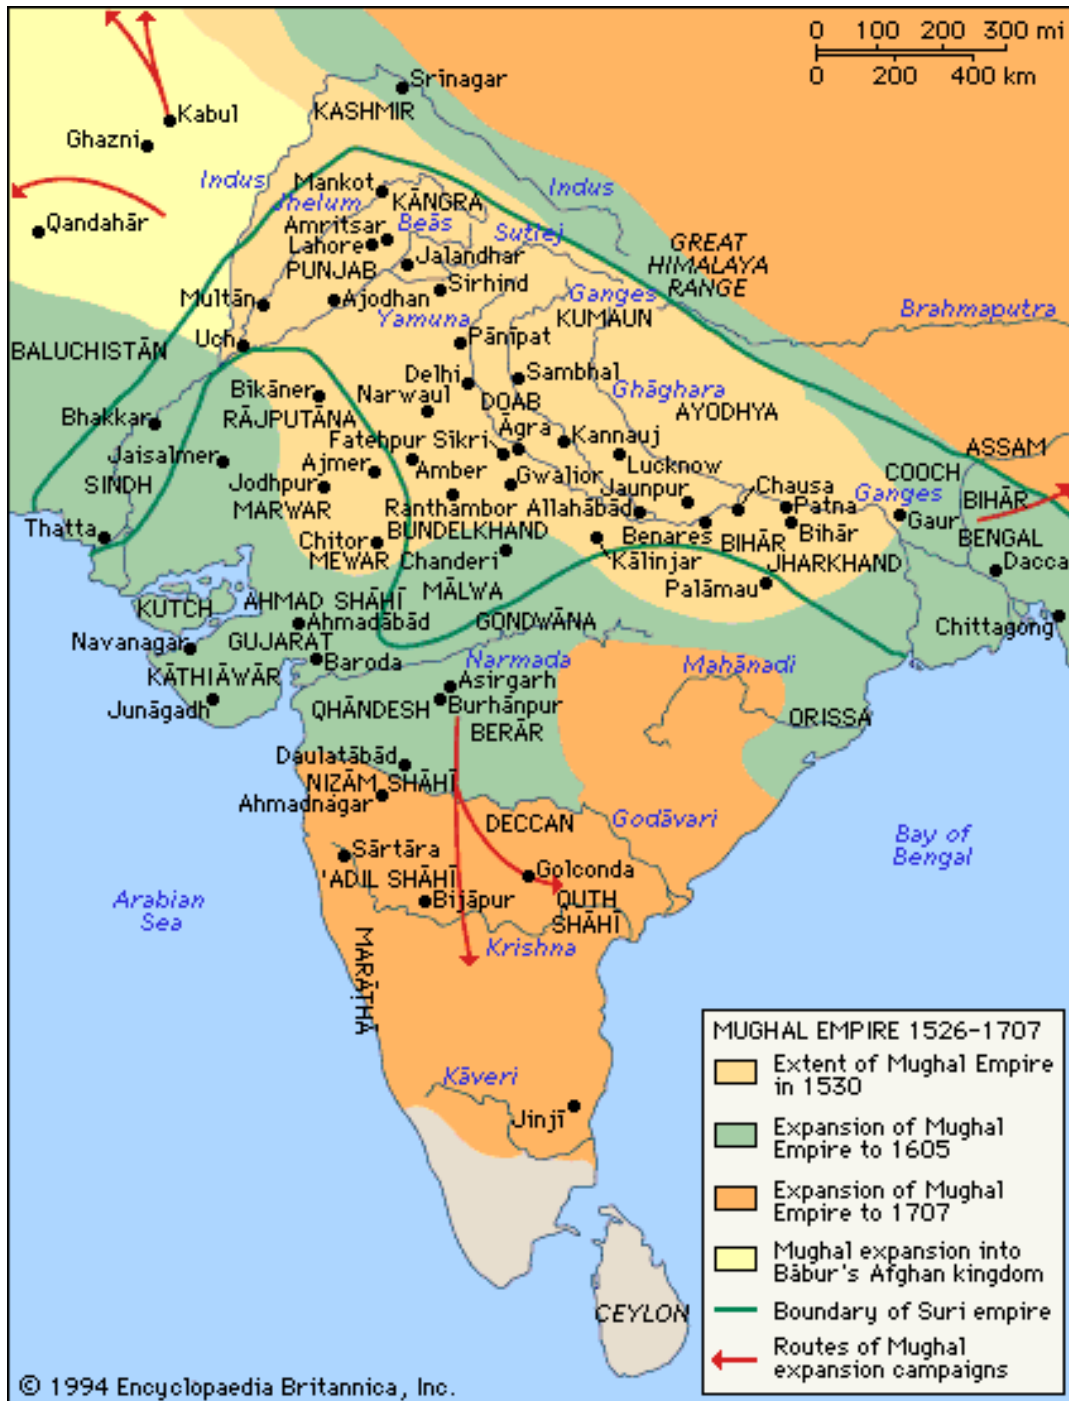 0 100 200 300 mi
0 200 400 km
Srīnagar
KASHMIR
Kabul
Ghazni
Indus
Mankot
Jhelum
KĀNGRA
Indus
Qandahār
Amritsar
Beās
Sutlej
Lahore
Jalandhar
PUNJAB
GREAT
HIMALAYA
RANGE
Sirhind
Multān
Ajodhan
Ganges
Yamuna
KUMAUN
Brahmaputra
Uch
Pānīpat
BALUCHISTĀN
Delhi
Sambhal
Bīkāner
Narwaul
DOAB
Ghāghara
Bhakkar
RĀJPUTĀNA
AYODHYA
Fatehpur Sīkri
Āgra
Kannauj
ASSAM
Jaisalmer
Ajmer
Amber
Gwalior
Lucknow
COOCH
BIHĀR
SINDH
Jodhpur
Jaunpur
Chausa
Ganges
MARWAR
Ranthāmbor
Allahābād
Patna
Gaur
Thatta
Chitor
BUNDELKHAND
Benares
BIHĀR
Bihār
BENGAL
MEWAR
Chanderi
Kālinjar
JHARKHAND
Dacca
MĀLWA
Palāmau
KUTCH
ĀHMAD SHĀHĪ
Ahmadābād
GONDWĀNA
Chittagong
Navanagar
GUJARAT
Baroda
Narmada
Mahānadi
KĀTHIĀWĀR
Asirgarh
Junāgadh
QHĀNDESH
Burhānpur
ORISSA
BERĀR
Daulatābād
NIZĀM SHĀHĪ
Ahmadnagar
DECCAN
Godāvari
Bay of
Bengal
Sārtāra
Golconda
'ADIL SHĀHĪ
Arabian
Sea
Bijāpur
QUTH
SHĀHĪ
Krishna
MARĀṬHĀ
Kāveri
Jinjī
CEYLON
MUGHAL EMPIRE 1526–1707
Extent of Mughal Empire
in 1530
Expansion of Mughal
Empire to 1605
Expansion of Mughal
Empire to 1707
Mughal expansion into
Bābur's Afghan kingdom
Boundary of Suri empire
Routes of Mughal
expansion campaigns
© 1994 Encyclopaedia Britannica, Inc.